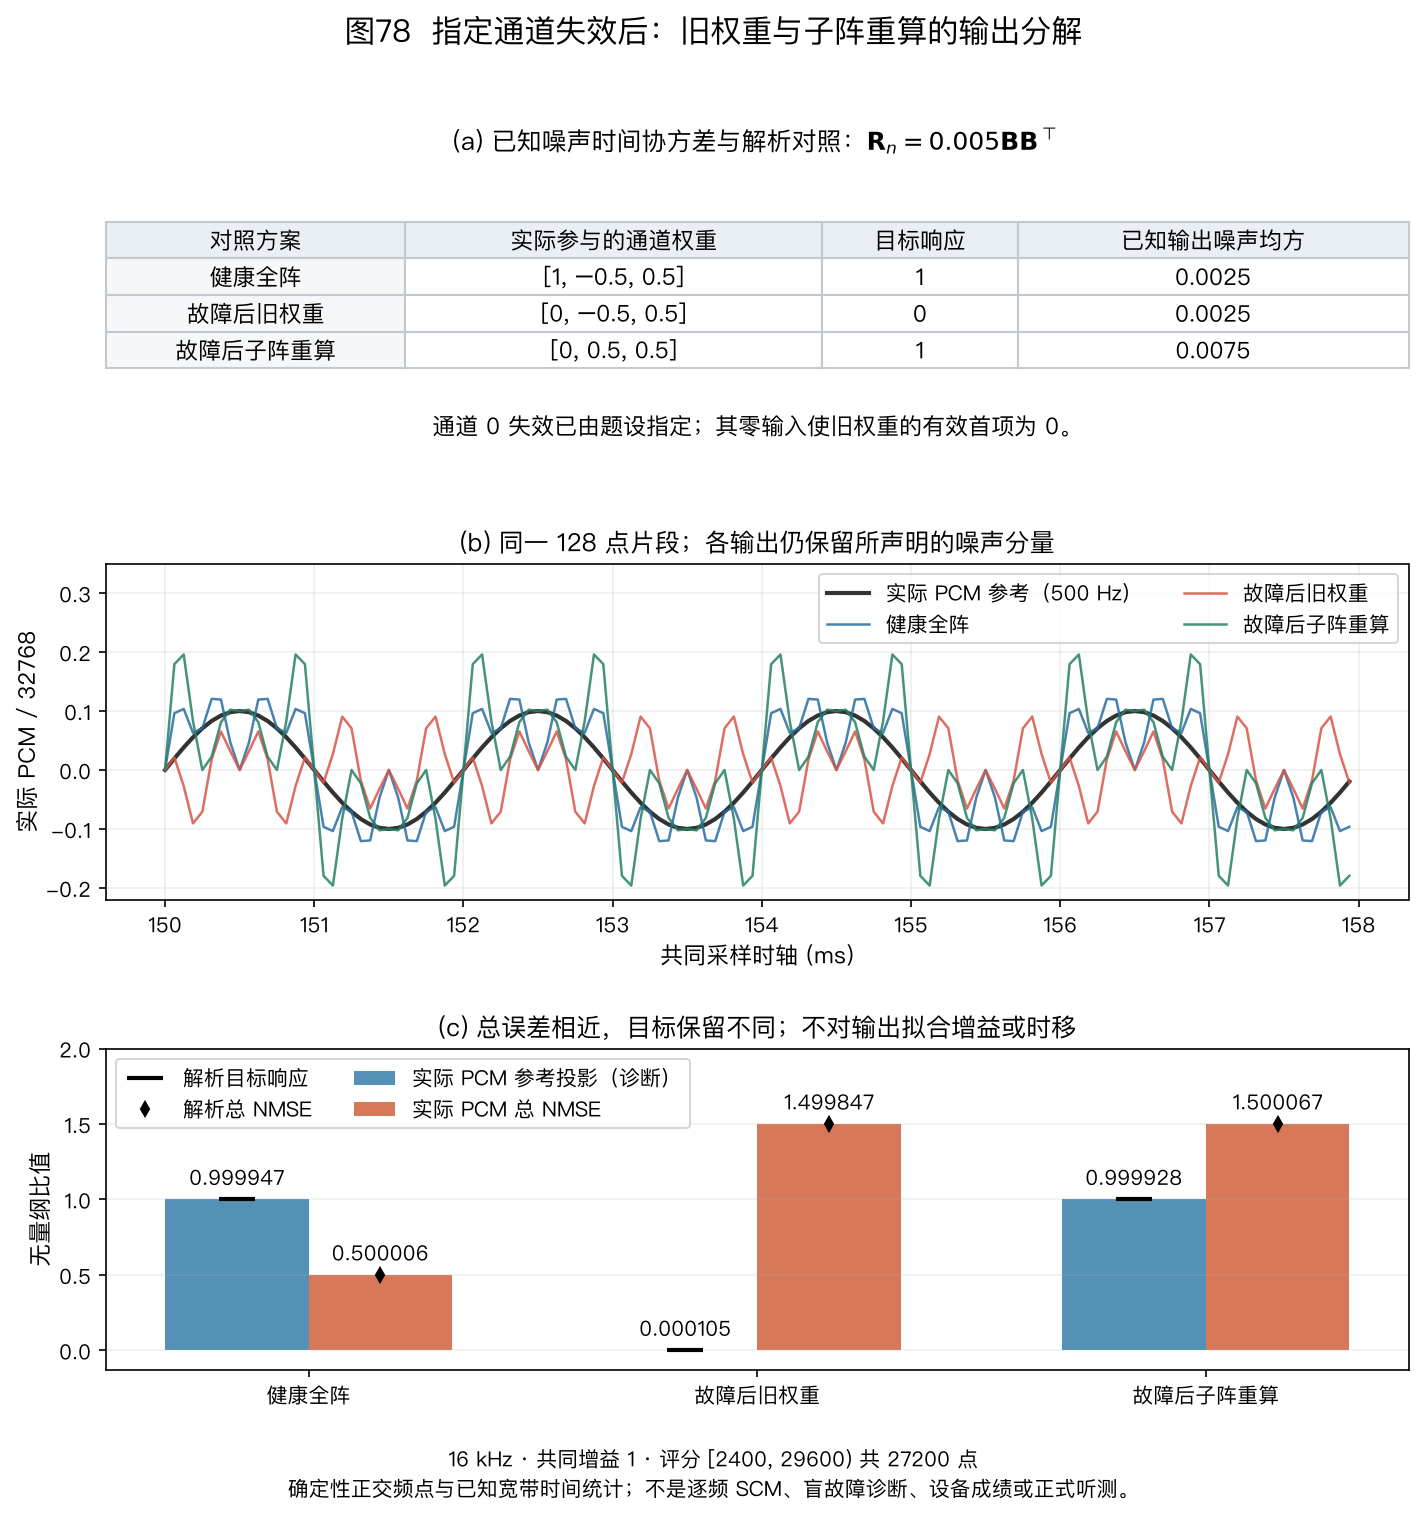 图78 指定通道失效后：旧权重与子阵重算的输出分解
(a) 已知噪声时间协方差与解析对照：𝐑ₙ = 0.005𝐁𝐁⊤
对照方案 实际参与的通道权重 目标响应 已知输出噪声均方
健康全阵 [1, −0.5, 0.5] 1 0.0025
故障后旧权重 [0, −0.5, 0.5] 0 0.0025
故障后子阵重算 [0, 0.5, 0.5] 1 0.0075
通道 0 失效已由题设指定；其零输入使旧权重的有效首项为 0。
(b) 同一 128 点片段；各输出仍保留所声明的噪声分量
实际 PCM / 32768
0.3
0.2
0.1
0.0
−0.1
−0.2
实际 PCM 参考（500 Hz） 故障后旧权重
健康全阵 故障后子阵重算
150 151 152 153 154 155 156 157 158
共同采样时轴 (ms)
(c) 总误差相近，目标保留不同；不对输出拟合增益或时移
无量纲比值
2.0
1.5
1.0
0.5
0.0
解析目标响应 实际 PCM 参考投影（诊断）
解析总 NMSE 实际 PCM 总 NMSE
0.999947
0.500006
0.000105
1.499847
0.999928
1.500067
健康全阵 故障后旧权重 故障后子阵重算
16 kHz · 共同增益 1 · 评分 [2400, 29600) 共 27200 点
确定性正交频点与已知宽带时间统计；不是逐频 SCM、盲故障诊断、设备成绩或正式听测。